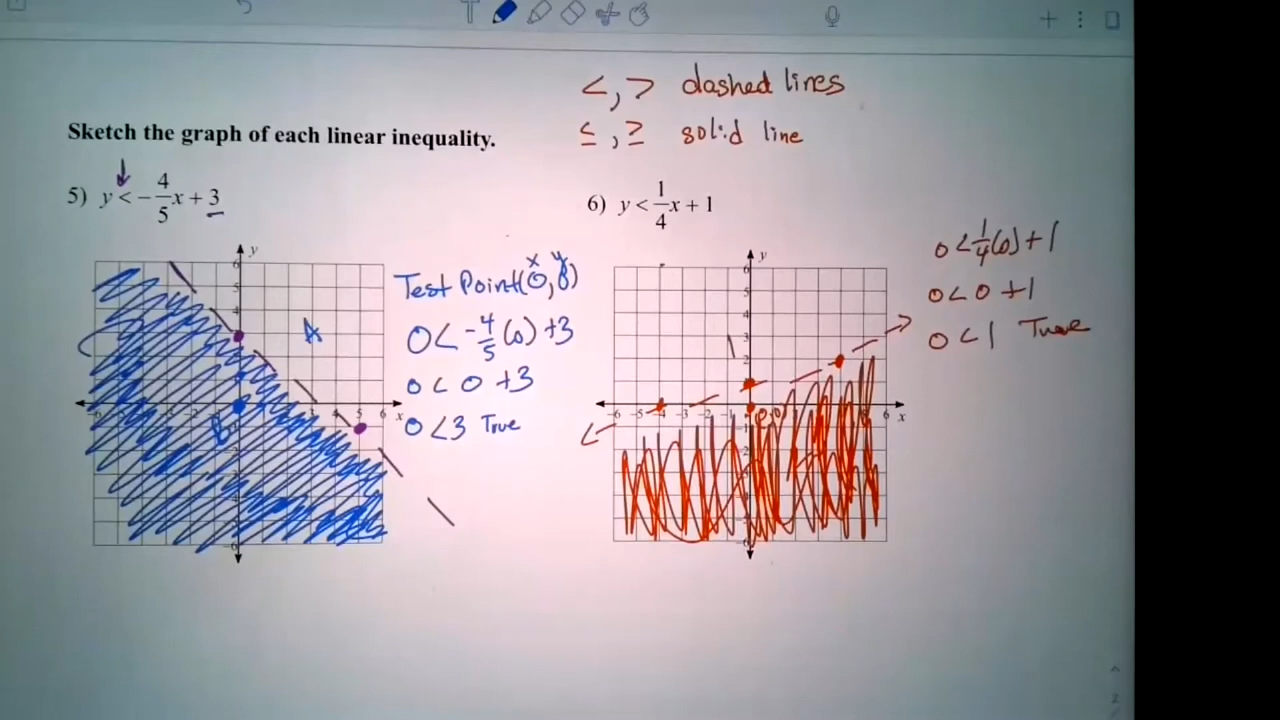 <, > dashed lines
≤, ≥ solid line
Sketch the graph of each linear inequality.
5) y < -4/5 x + 3
6) y < 1/4 x + 1
Test Point (0, 0)
x y
0 < -4/5 (0) + 3
0 < 0 + 3
0 < 3 True
A
B
0 < 1/4 (0) + 1
0 < 0 + 1
0 < 1 True
y
x
y
x